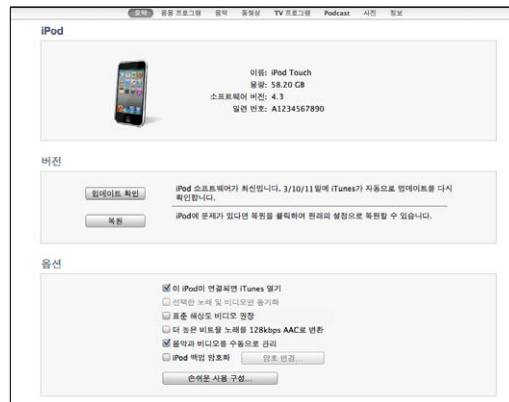 요약 응용 프로그램 음악 동영상 TV 프로그램 Podcast 사진 정보
iPod
이름: iPod Touch
용량: 58.20 GB
소프트웨어 버전: 4.3
일련 번호: A1234567890
버전
업데이트 확인
iPod 소프트웨어가 최신입니다. 3/10/11일에 iTunes가 자동으로 업데이트를 다시
확인합니다.
복원
iPod에 문제가 있다면 복원을 클릭하여 원래의 설정으로 복원할 수 있습니다.
옵션
이 iPod이 연결되면 iTunes 열기
선택한 노래 및 비디오만 동기화
표준 해상도 비디오 권장
더 높은 비트율 노래를 128kbps AAC로 변환
음악과 비디오를 수동으로 관리
iPod 백업 암호화 암호 변경...
손쉬운 사용 구성...